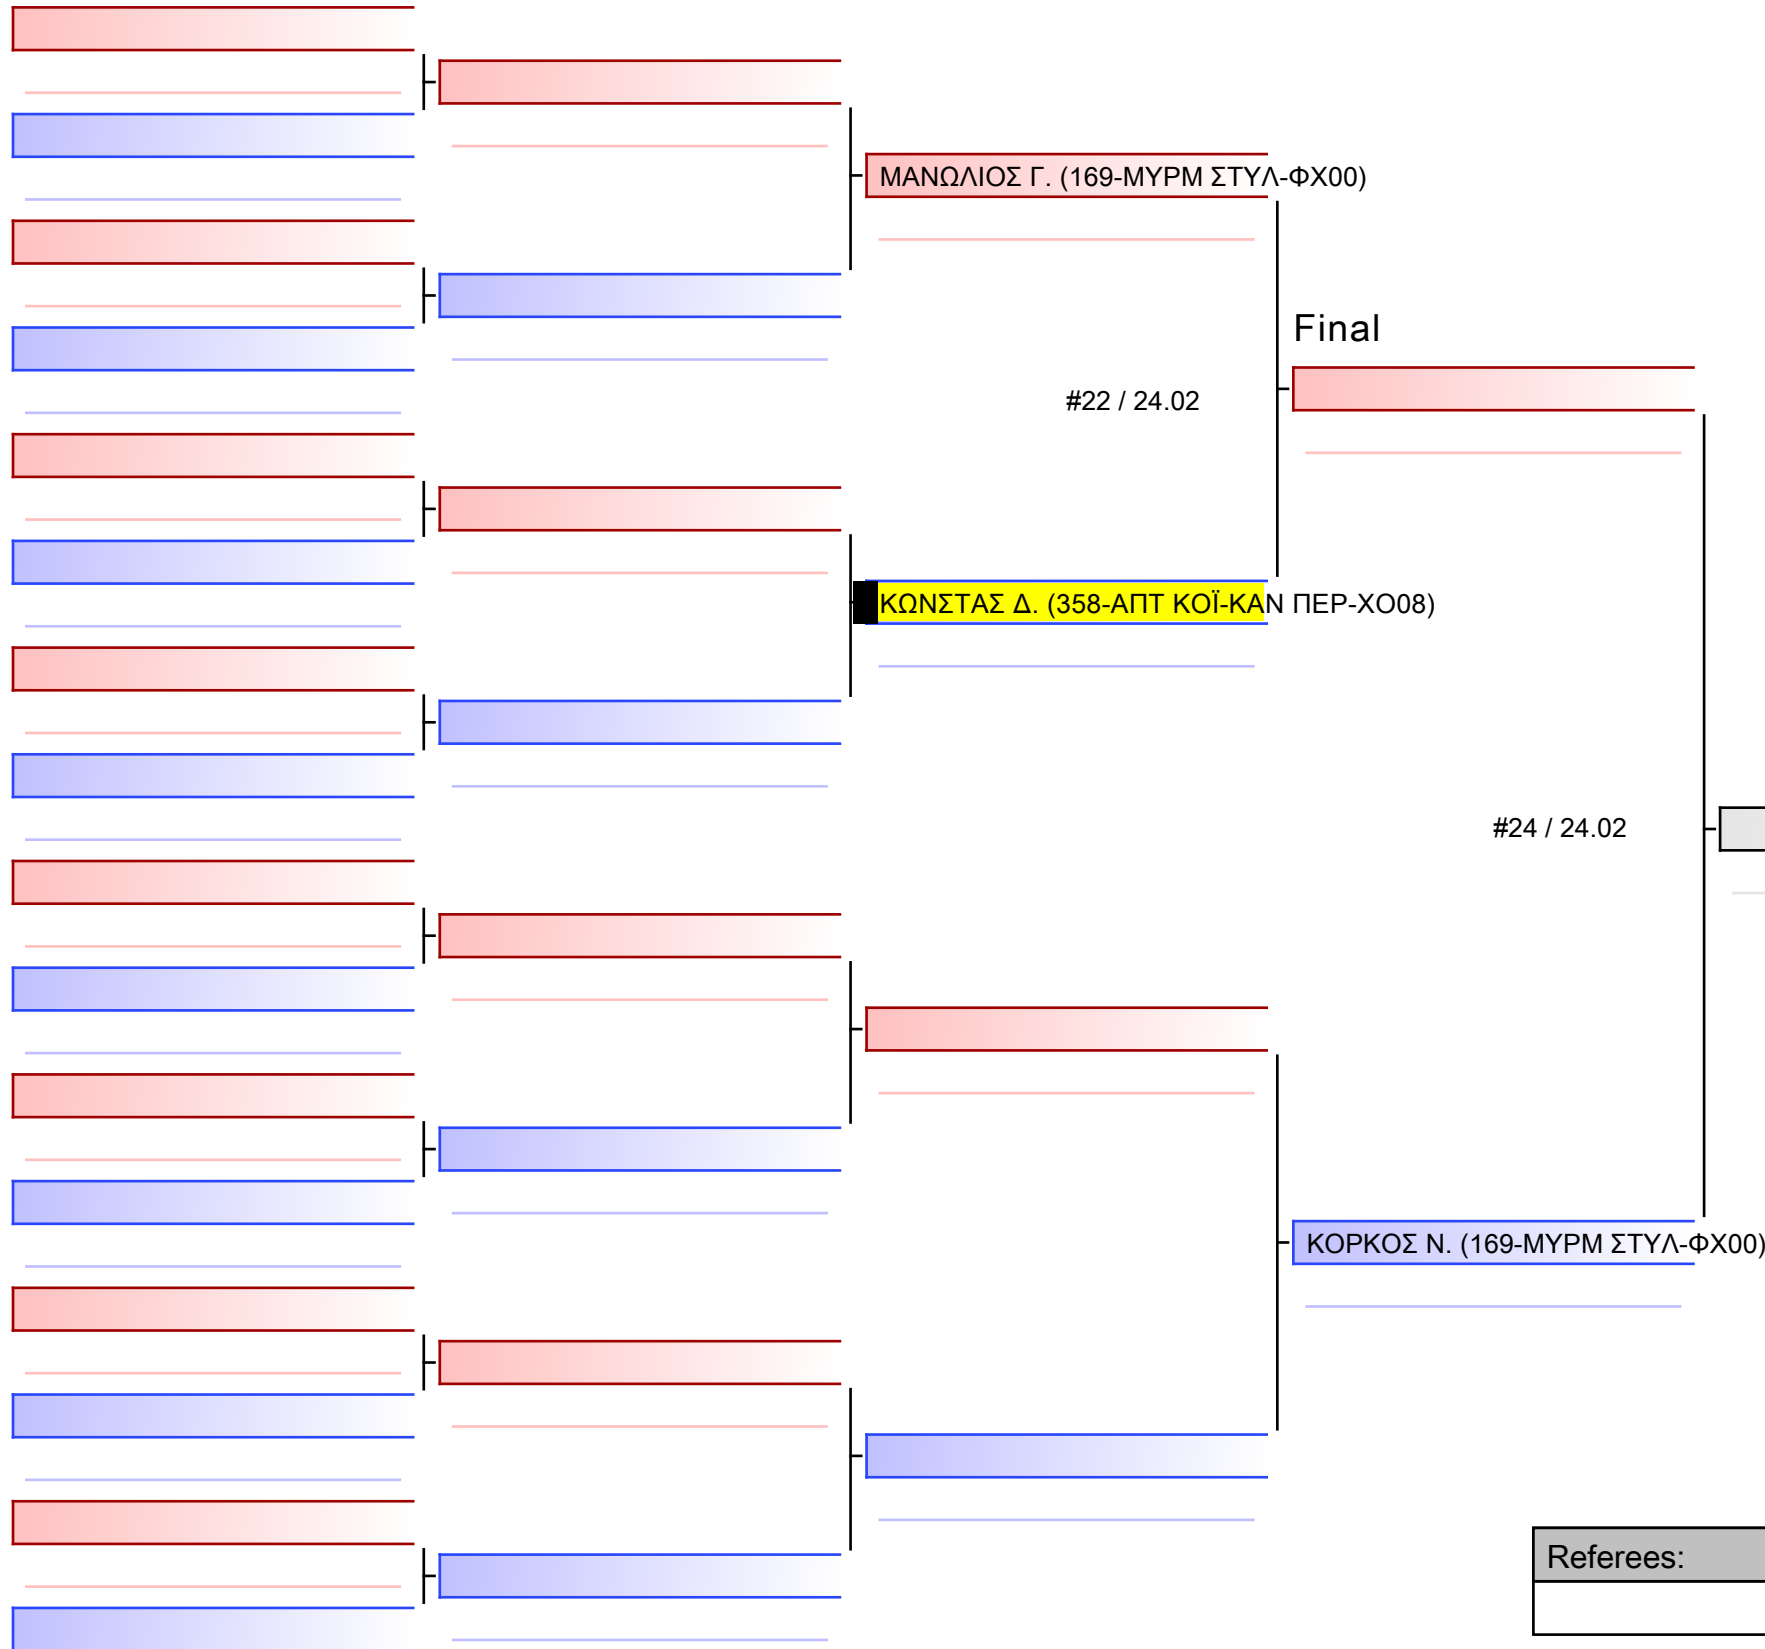 ΜΑΝΩΛΙΟΣ Γ. (169-ΜΥΡΜ ΣΤΥΛ-ΦΧ00)
Final
#22 / 24.02
ΚΩΝΣΤΑΣ Δ. (358-ΑΠΤ ΚΟΪ-ΚΑΝ ΠΕΡ-ΧΟ08)
#24 / 24.02
ΚΟΡΚΟΣ Ν. (169-ΜΥΡΜ ΣΤΥΛ-ΦΧ00)
Referees: